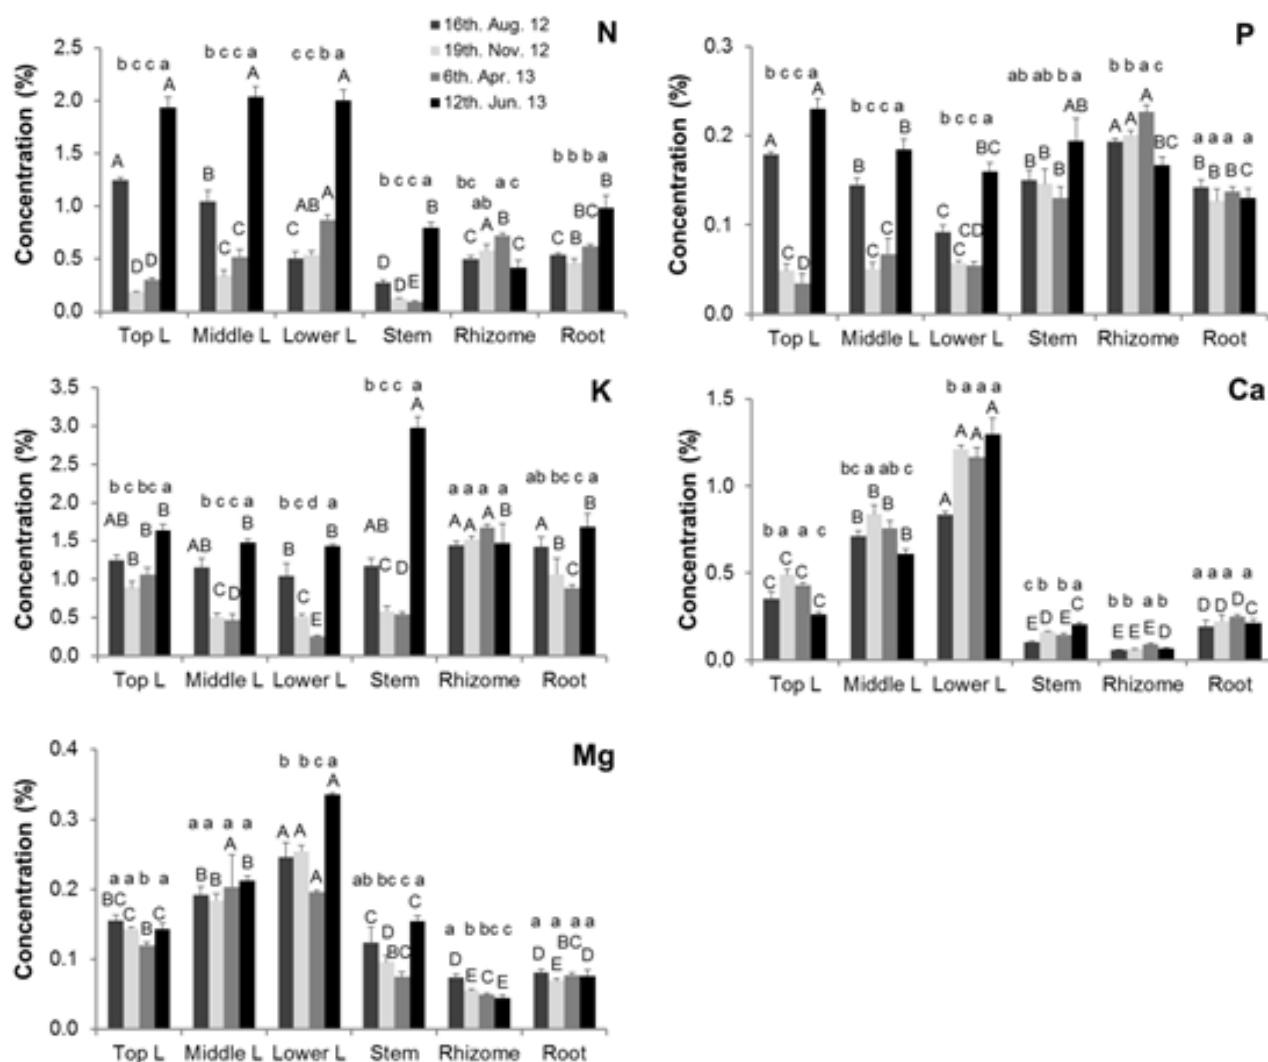 N
16th. Aug. 12
19th. Nov. 12
6th. Apr. 13
12th. Jun. 13
Concentration (%)
2.5
2.0
1.5
1.0
0.5
0.0
b c c c a
b c c c a
c c b a
b c c c a
bc ab a c
b b b a
A D D A
B C C A
C AB A A
D D E B
C A B C
C B BC B
Top L Middle L Lower L Stem Rhizome Root
P
Concentration (%)
0.3
0.2
0.1
0.0
b c c a
b c c a
b c c a
ab ab b a
b b a c
a a a a
A C D A
B C C B
C C CD BC
B B B AB
A A A BC
B B B C
Top L Middle L Lower L Stem Rhizome Root
K
Concentration (%)
3.5
3.0
2.5
2.0
1.5
1.0
0.5
0.0
b c bc a
b c c a
b c d a
b c c a
a a a a
ab bc c a
AB B B B
AB C D B
B C E B
AB C D A
A A A B
A B C B
Top L Middle L Lower L Stem Rhizome Root
Ca
Concentration (%)
1.5
1.0
0.5
0.0
b a a c
bc a ab c
b a a a
c b b a
b b a b
a a a a
C C C C
B B B B
A A A A
E D E C
E E E D
D D D C
Top L Middle L Lower L Stem Rhizome Root
Mg
Concentration (%)
0.4
0.3
0.2
0.1
0.0
a a b a
a a a a
b b c a
ab bc c a
a b bc c
a a a a
BC C B C
B B A B
A A A A
C D BC C
D E C E
D E BC D
Top L Middle L Lower L Stem Rhizome Root